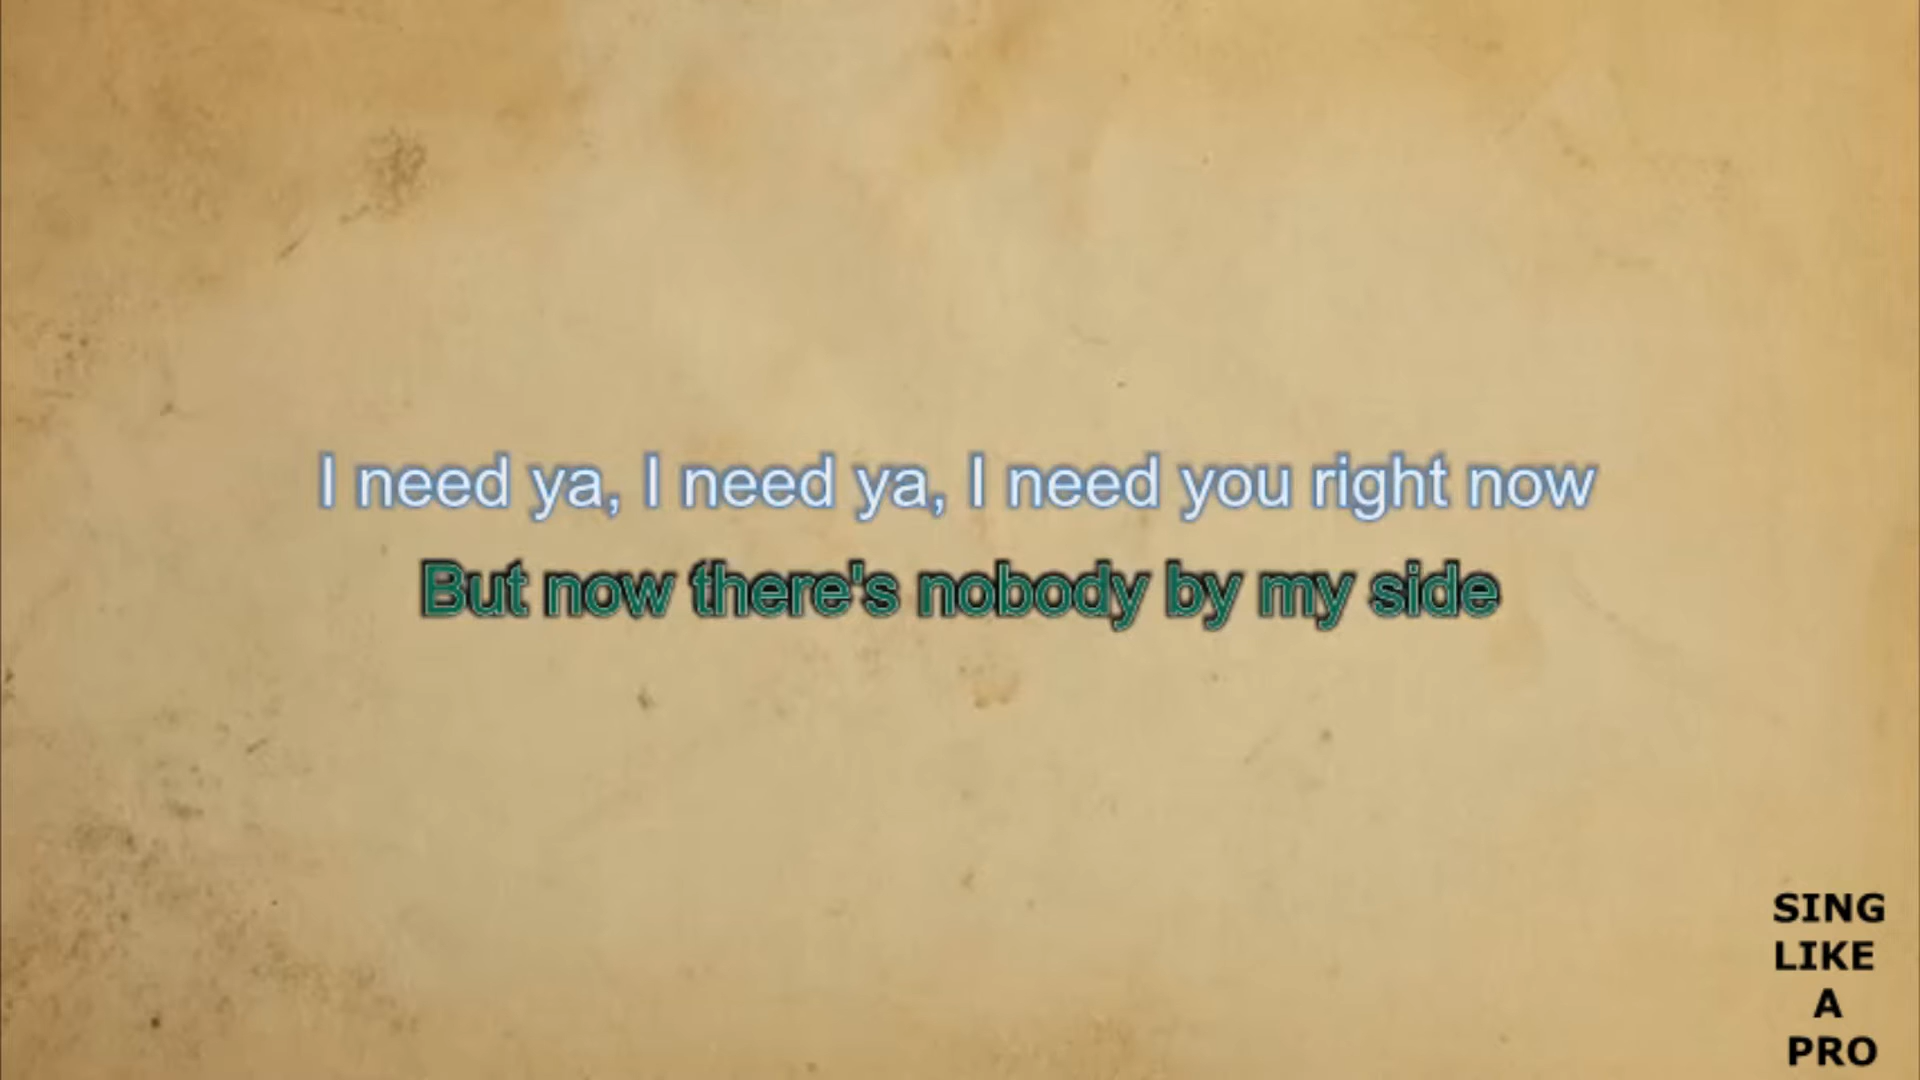 I need ya, I need ya, I need you right now
But now there's nobody by my side
SING
LIKE
A
PRO